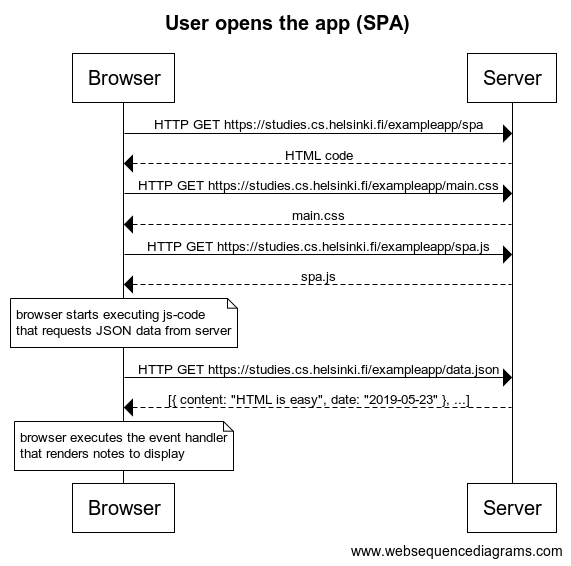 User opens the app (SPA)
Browser
Server
HTTP GET https://studies.cs.helsinki.fi/exampleapp/spa
HTML code
HTTP GET https://studies.cs.helsinki.fi/exampleapp/main.css
main.css
HTTP GET https://studies.cs.helsinki.fi/exampleapp/spa.js
spa.js
browser starts executing js-code
that requests JSON data from server
HTTP GET https://studies.cs.helsinki.fi/exampleapp/data.json
[{ content: "HTML is easy", date: "2019-05-23" }, ...]
browser executes the event handler
that renders notes to display
Browser
Server
www.websequencediagrams.com